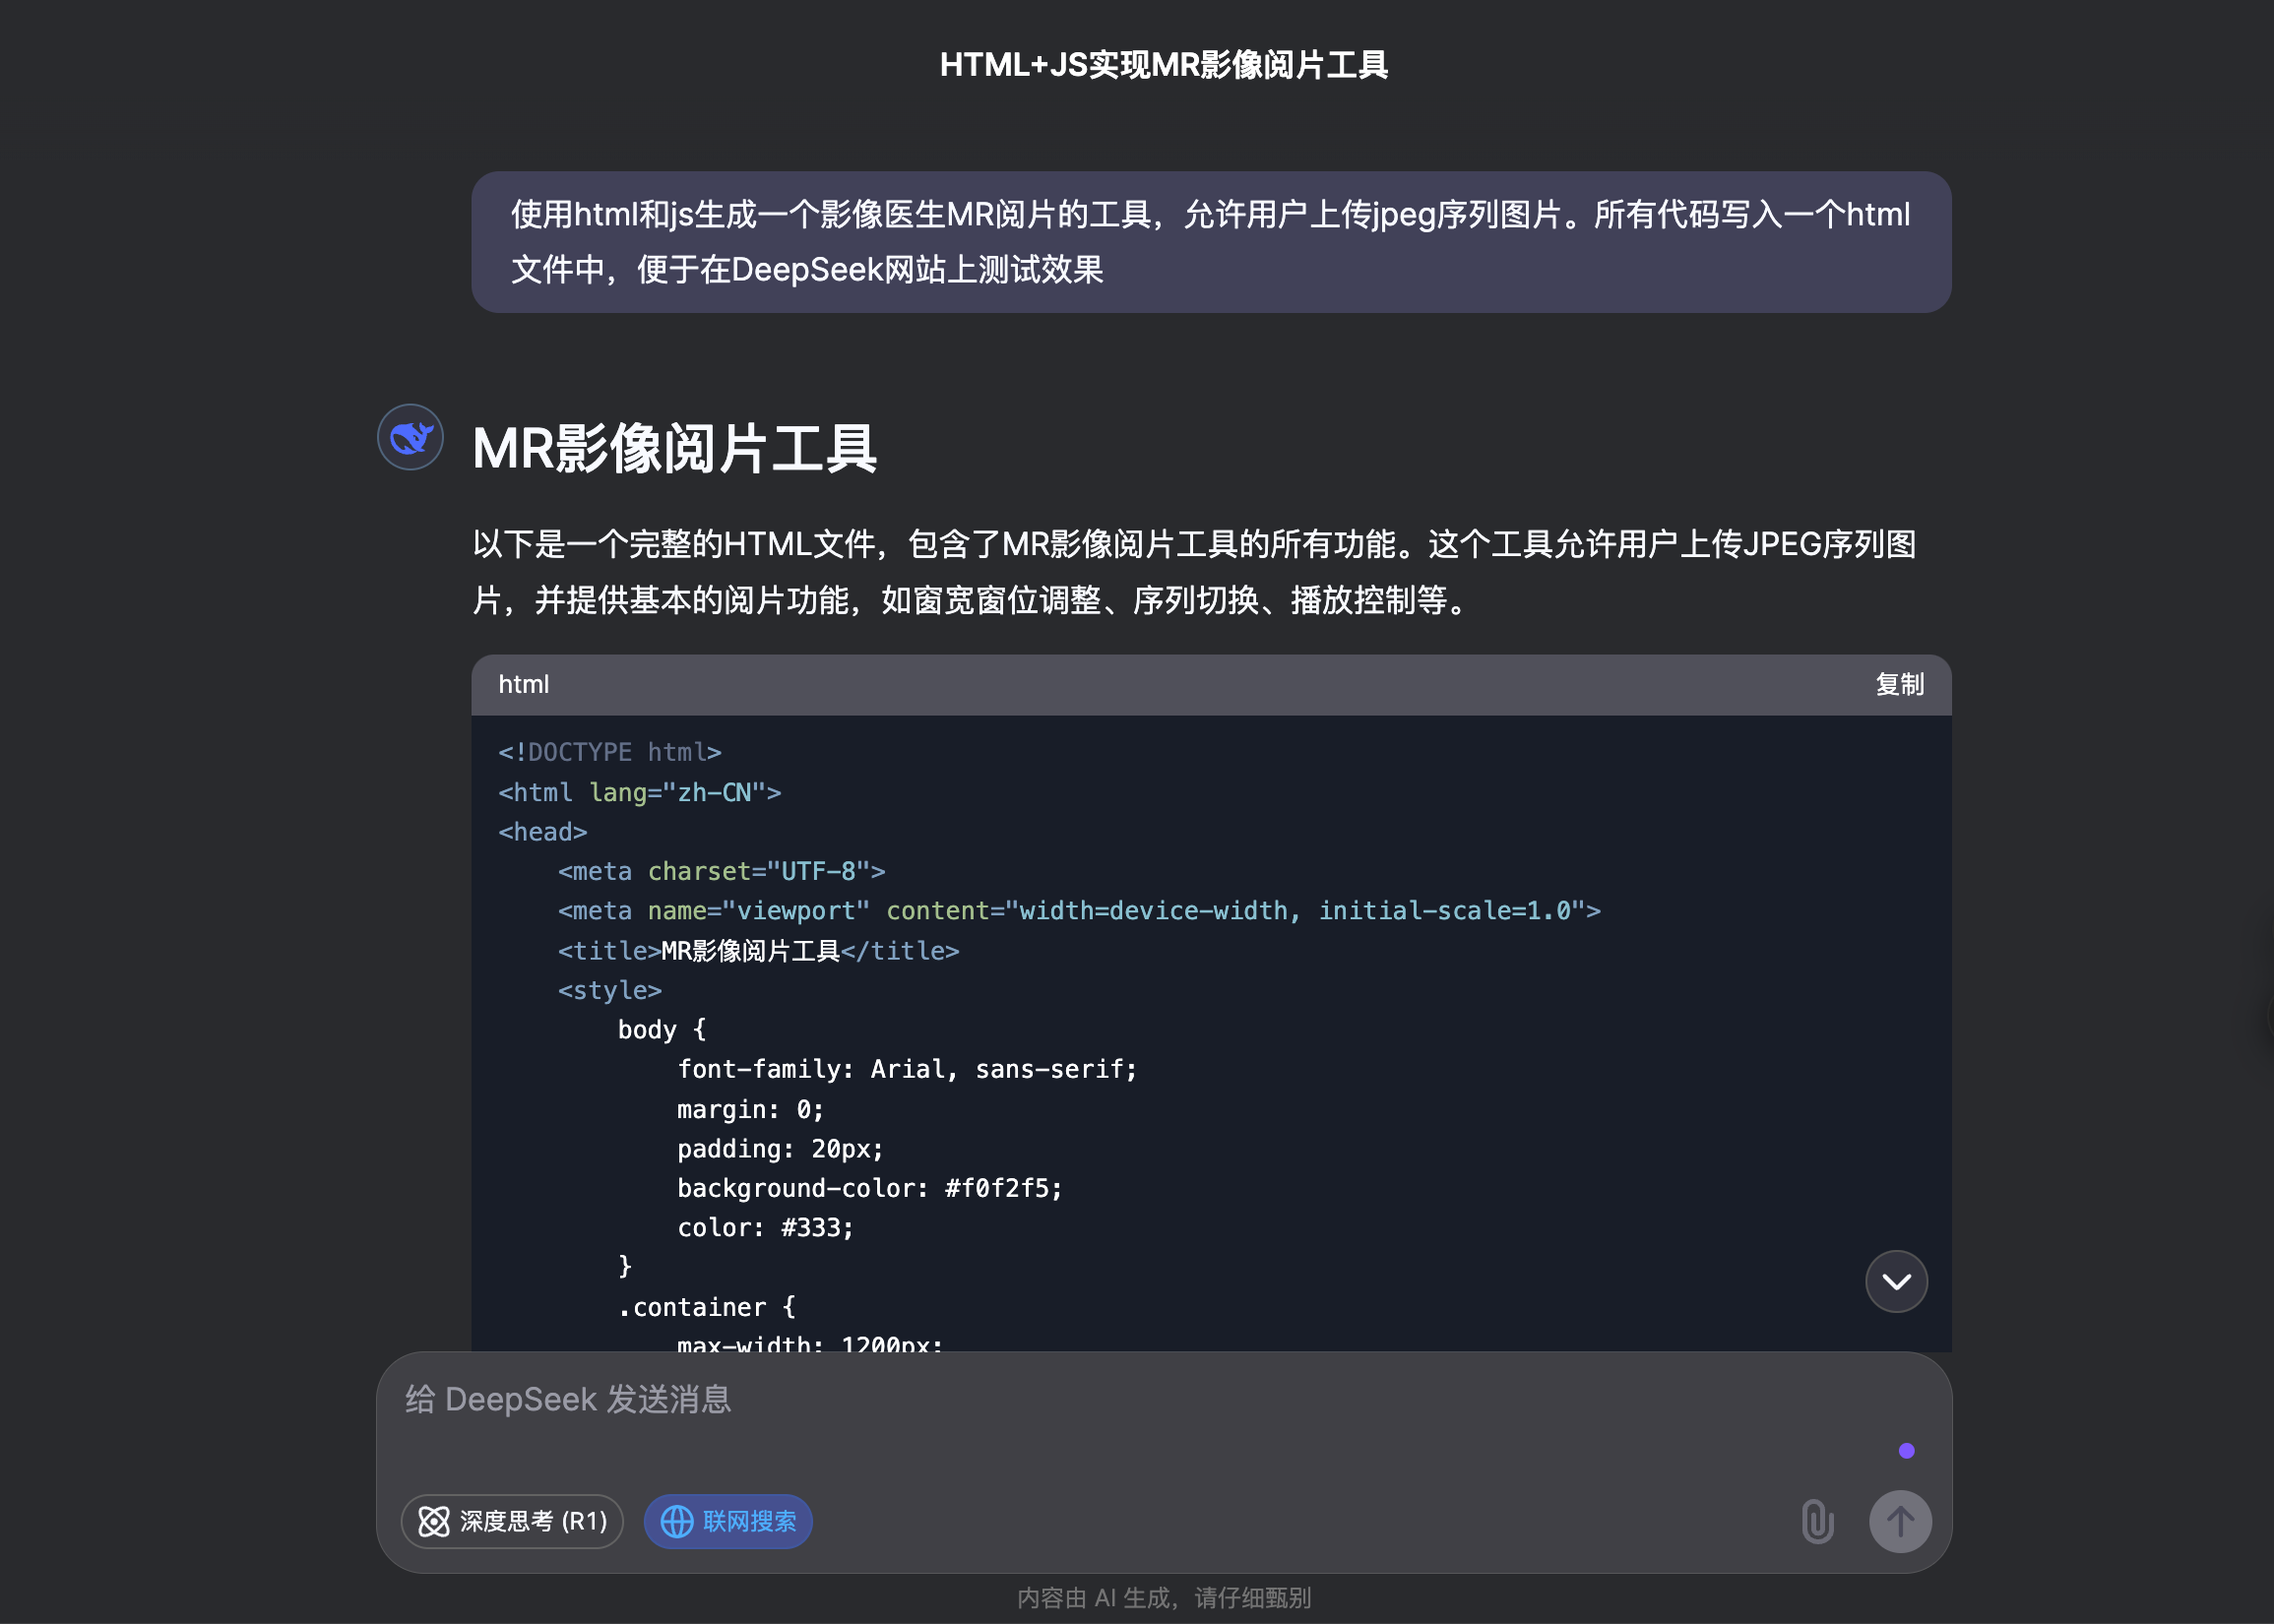 HTML+JS实现MR影像阅片工具
使用html和js生成一个影像医生MR阅片的工具，允许用户上传jpeg序列图片。所有代码写入一个html
文件中，便于在DeepSeek网站上测试效果
MR影像阅片工具
以下是一个完整的HTML文件，包含了MR影像阅片工具的所有功能。这个工具允许用户上传JPEG序列图
片，并提供基本的阅片功能，如窗宽窗位调整、序列切换、播放控制等。
html 复制
<!DOCTYPE html>
<html lang="zh-CN">
<head>
    <meta charset="UTF-8">
    <meta name="viewport" content="width=device-width, initial-scale=1.0">
    <title>MR影像阅片工具</title>
    <style>
        body {
            font-family: Arial, sans-serif;
            margin: 0;
            padding: 20px;
            background-color: #f0f2f5;
            color: #333;
        }
        .container {
            max-width: 1200px;
给 DeepSeek 发送消息
深度思考 (R1) 联网搜索
内容由 AI 生成，请仔细甄别